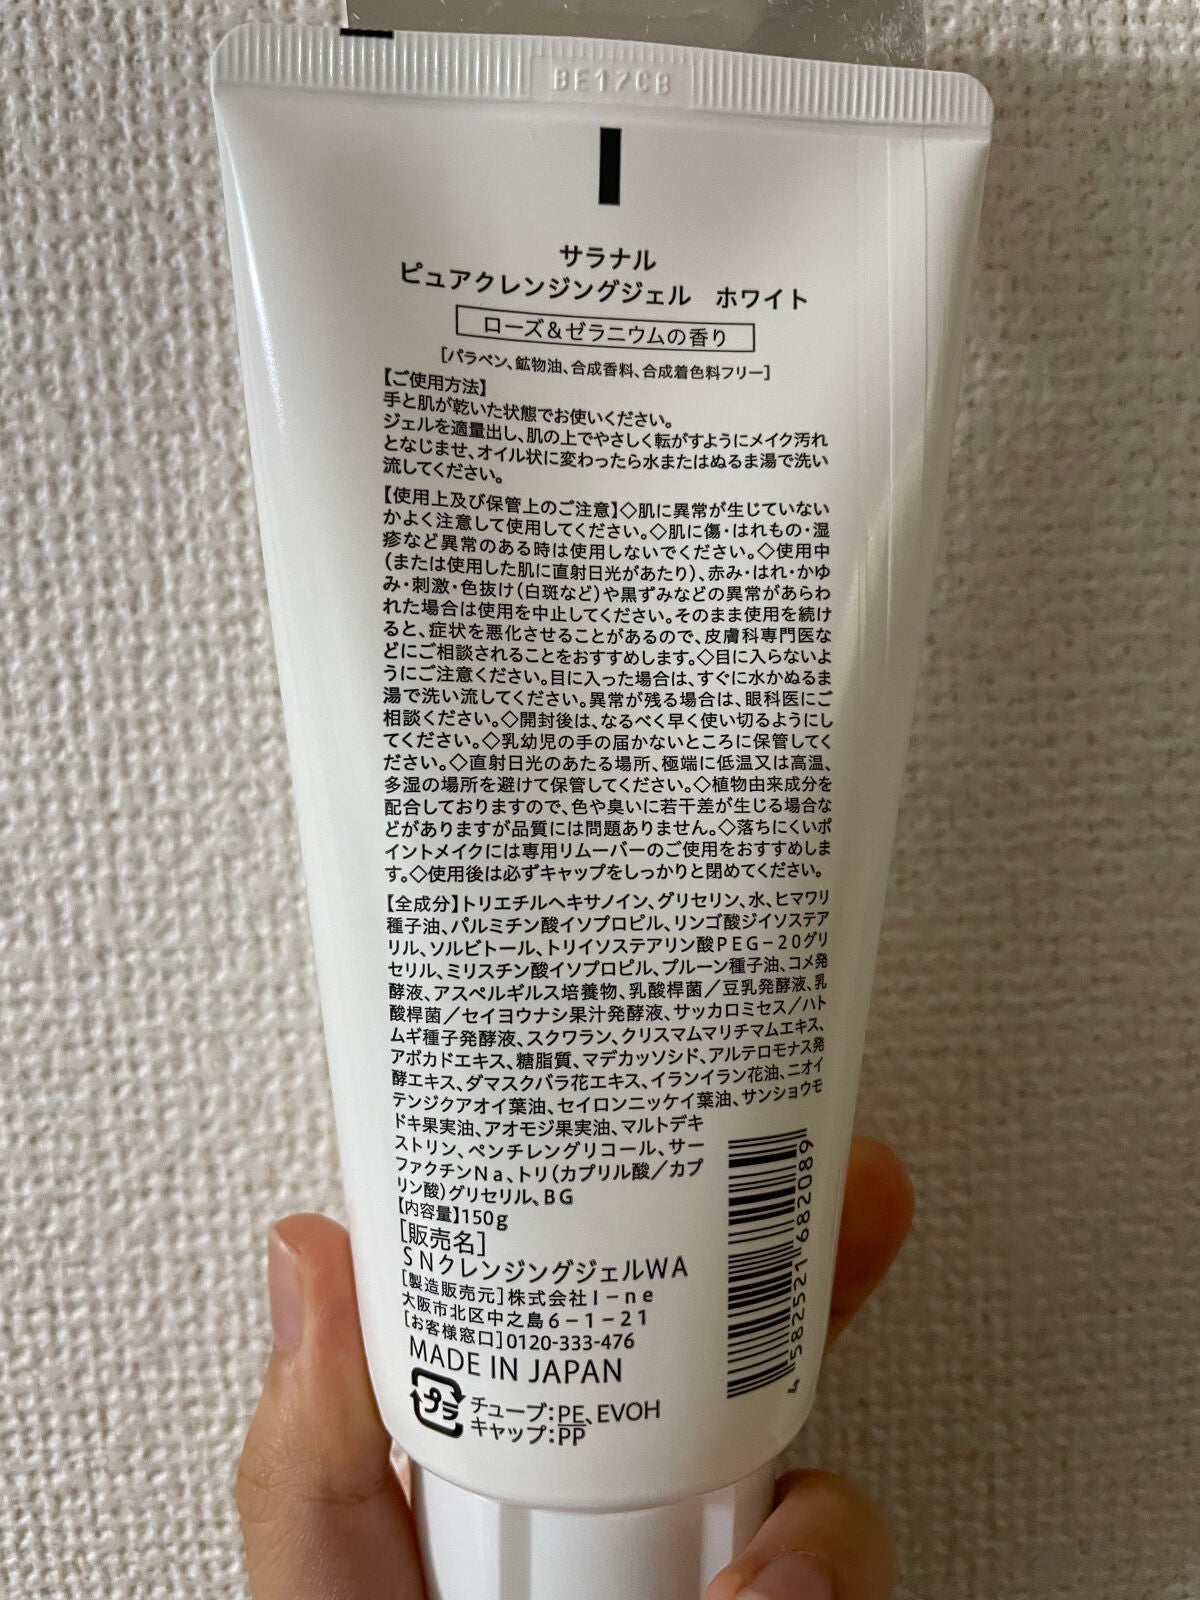 BE17CB
サラナル
ピュアクレンジングジェル　ホワイト
ローズ&ゼラニウムの香り
[パラベン、鉱物油、合成香料、合成着色料フリー]
【ご使用方法】
手と肌が乾いた状態でお使いください。
ジェルを適量出し、肌の上でやさしく転がすようにメイク汚れ
となじませ、オイル状に変わったら水またはぬるま湯で洗い
流してください。
【使用上及び保管上のご注意】◇肌に異常が生じていない
かよく注意して使用してください。◇肌に傷・はれもの・湿
疹など異常のある時は使用しないでください。◇使用中
(または使用した肌に直射日光があたり)、赤み・はれ・かゆ
み・刺激・色抜け(白斑など)や黒ずみなどの異常があらわ
れた場合は使用を中止してください。そのまま使用を続け
ると、症状を悪化させることがあるので、皮膚科専門医な
どにご相談されることをおすすめします。◇目に入らないよ
うにご注意ください。目に入った場合は、すぐに水かぬるま
湯で洗い流してください。異常が残る場合は、眼科医にご
相談ください。◇開封後は、なるべく早く使い切るようにし
てください。◇乳幼児の手の届かないところに保管してく
ださい。◇直射日光のあたる場所、極端に低温又は高温、
多湿の場所を避けて保管してください。◇植物由来成分を
配合しておりますので、色や臭いに若干差が生じる場合な
どがありますが品質には問題ありません。◇落ちにくいポ
イントメイクには専用リムーバーのご使用をおすすめしま
す。◇使用後は必ずキャップをしっかりと閉めてください。
【全成分】トリエチルヘキサノイン、グリセリン、水、ヒマワリ
種子油、パルミチン酸イソプロピル、リンゴ酸ジイソステア
リル、ソルビトール、トリイソステアリン酸PEG−20グリ
セリル、ミリスチン酸イソプロピル、プルーン種子油、コメ発
酵液、アスペルギルス培養物、乳酸桿菌/豆乳発酵液、乳
酸桿菌/セイヨウナシ果汁発酵液、サッカロミセス/ハト
ムギ種子発酵液、スクワラン、クリスマムマリチマムエキス、
アボカドエキス、糖脂質、マデカッソシド、アルテロモナス発
酵エキス、ダマスクバラ花エキス、イランイラン花油、ニオイ
テンジクアオイ葉油、セイロンニッケイ葉油、サンショウモ
ドキ果実油、アオモジ果実油、マルトデキ
ストリン、ペンチレングリコール、サー
ファクチンNa、トリ(カプリル酸/カプ
リン酸)グリセリル、BG
【内容量】150g
[販売名]
SNクレンジングジェルWA
[製造販売元]株式会社I−ne
大阪市北区中之島6−1−21
[お客様窓口]0120-333-476
MADE IN JAPAN
プラ
チューブ:PE、EVOH
キャップ:PP
4 582521 682089